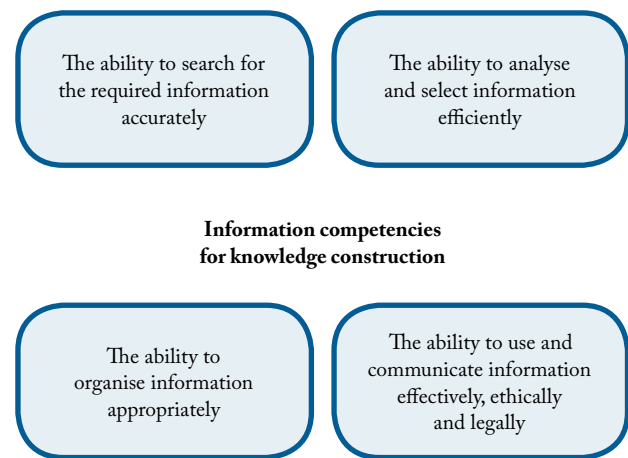 The ability to search for
the required information
accurately
The ability to analyse
and select information
efficiently
Information competencies
for knowledge construction
The ability to
organise information
appropriately
The ability to use and
communicate information
effectively, ethically
and legally